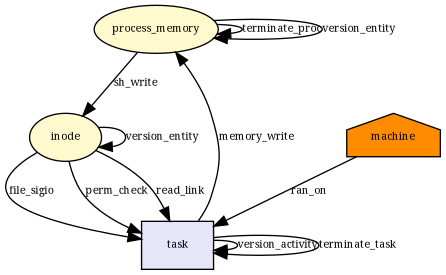 process_memory
terminate_proc
version_entity
sh_write
inode
version_entity
memory_write
machine
file_sigio
perm_check
read_link
ran_on
task
version_activity
terminate_task